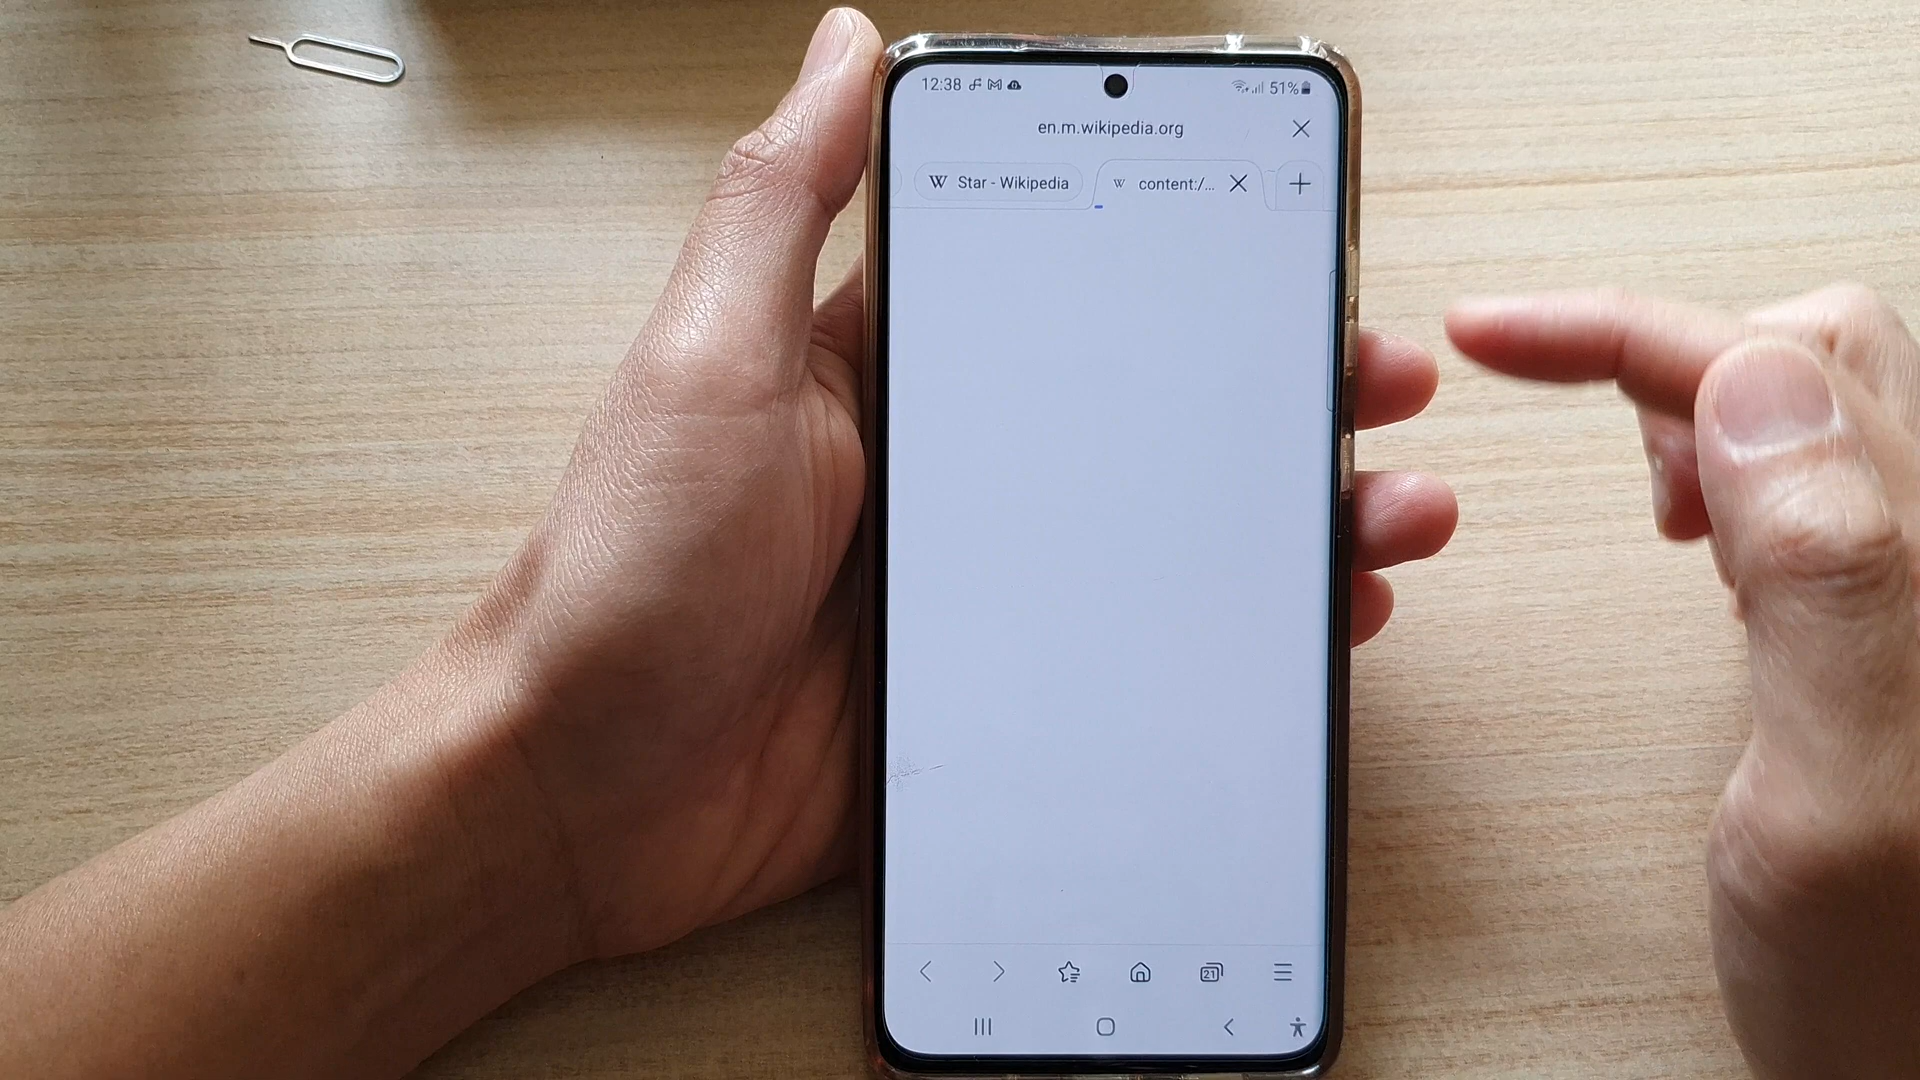 12:38 51%
en.m.wikipedia.org
W Star - Wikipedia W content:/...
21